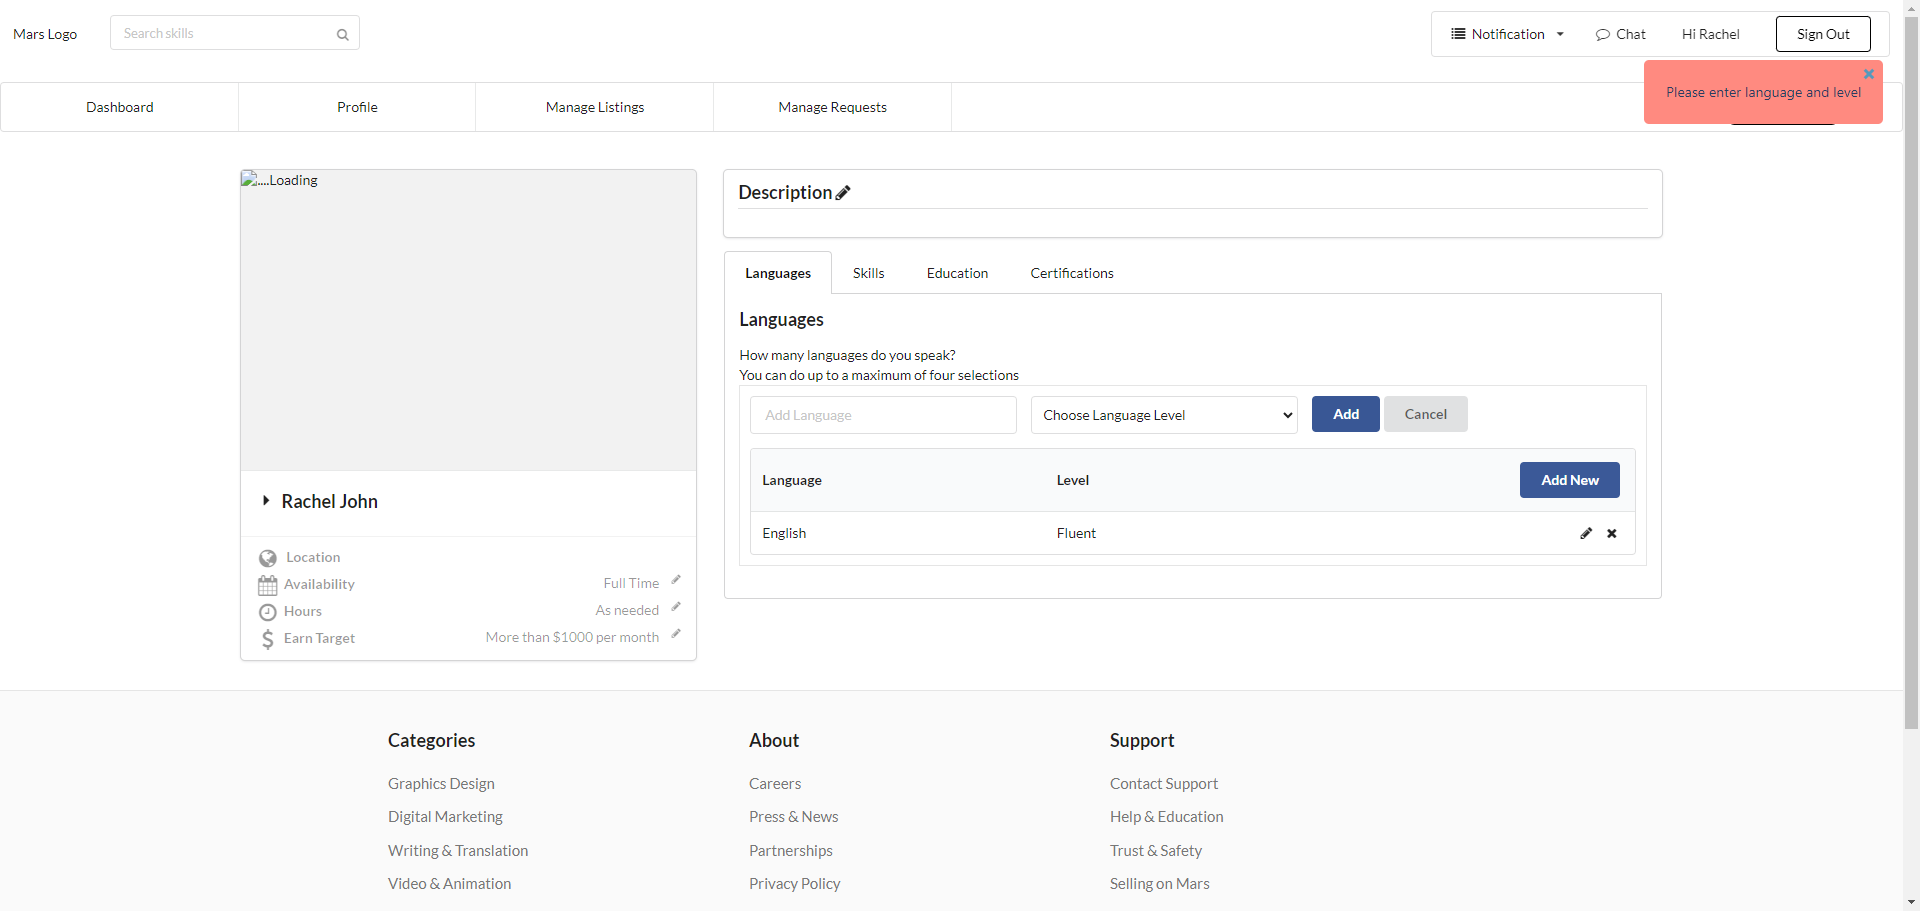 Mars Logo
Search skills
Notification
Chat
Hi Rachel
Sign Out
Please enter language and level
Dashboard
Profile
Manage Listings
Manage Requests
....Loading
Description
Languages
Skills
Education
Certifications
Languages
How many languages do you speak?
You can do up to a maximum of four selections
Add Language
Choose Language Level
Add
Cancel
Language
Level
Add New
English
Fluent
Rachel John
Location
Availability
Full Time
Hours
As needed
Earn Target
More than $1000 per month
Categories
Graphics Design
Digital Marketing
Writing & Translation
Video & Animation
About
Careers
Press & News
Partnerships
Privacy Policy
Support
Contact Support
Help & Education
Trust & Safety
Selling on Mars